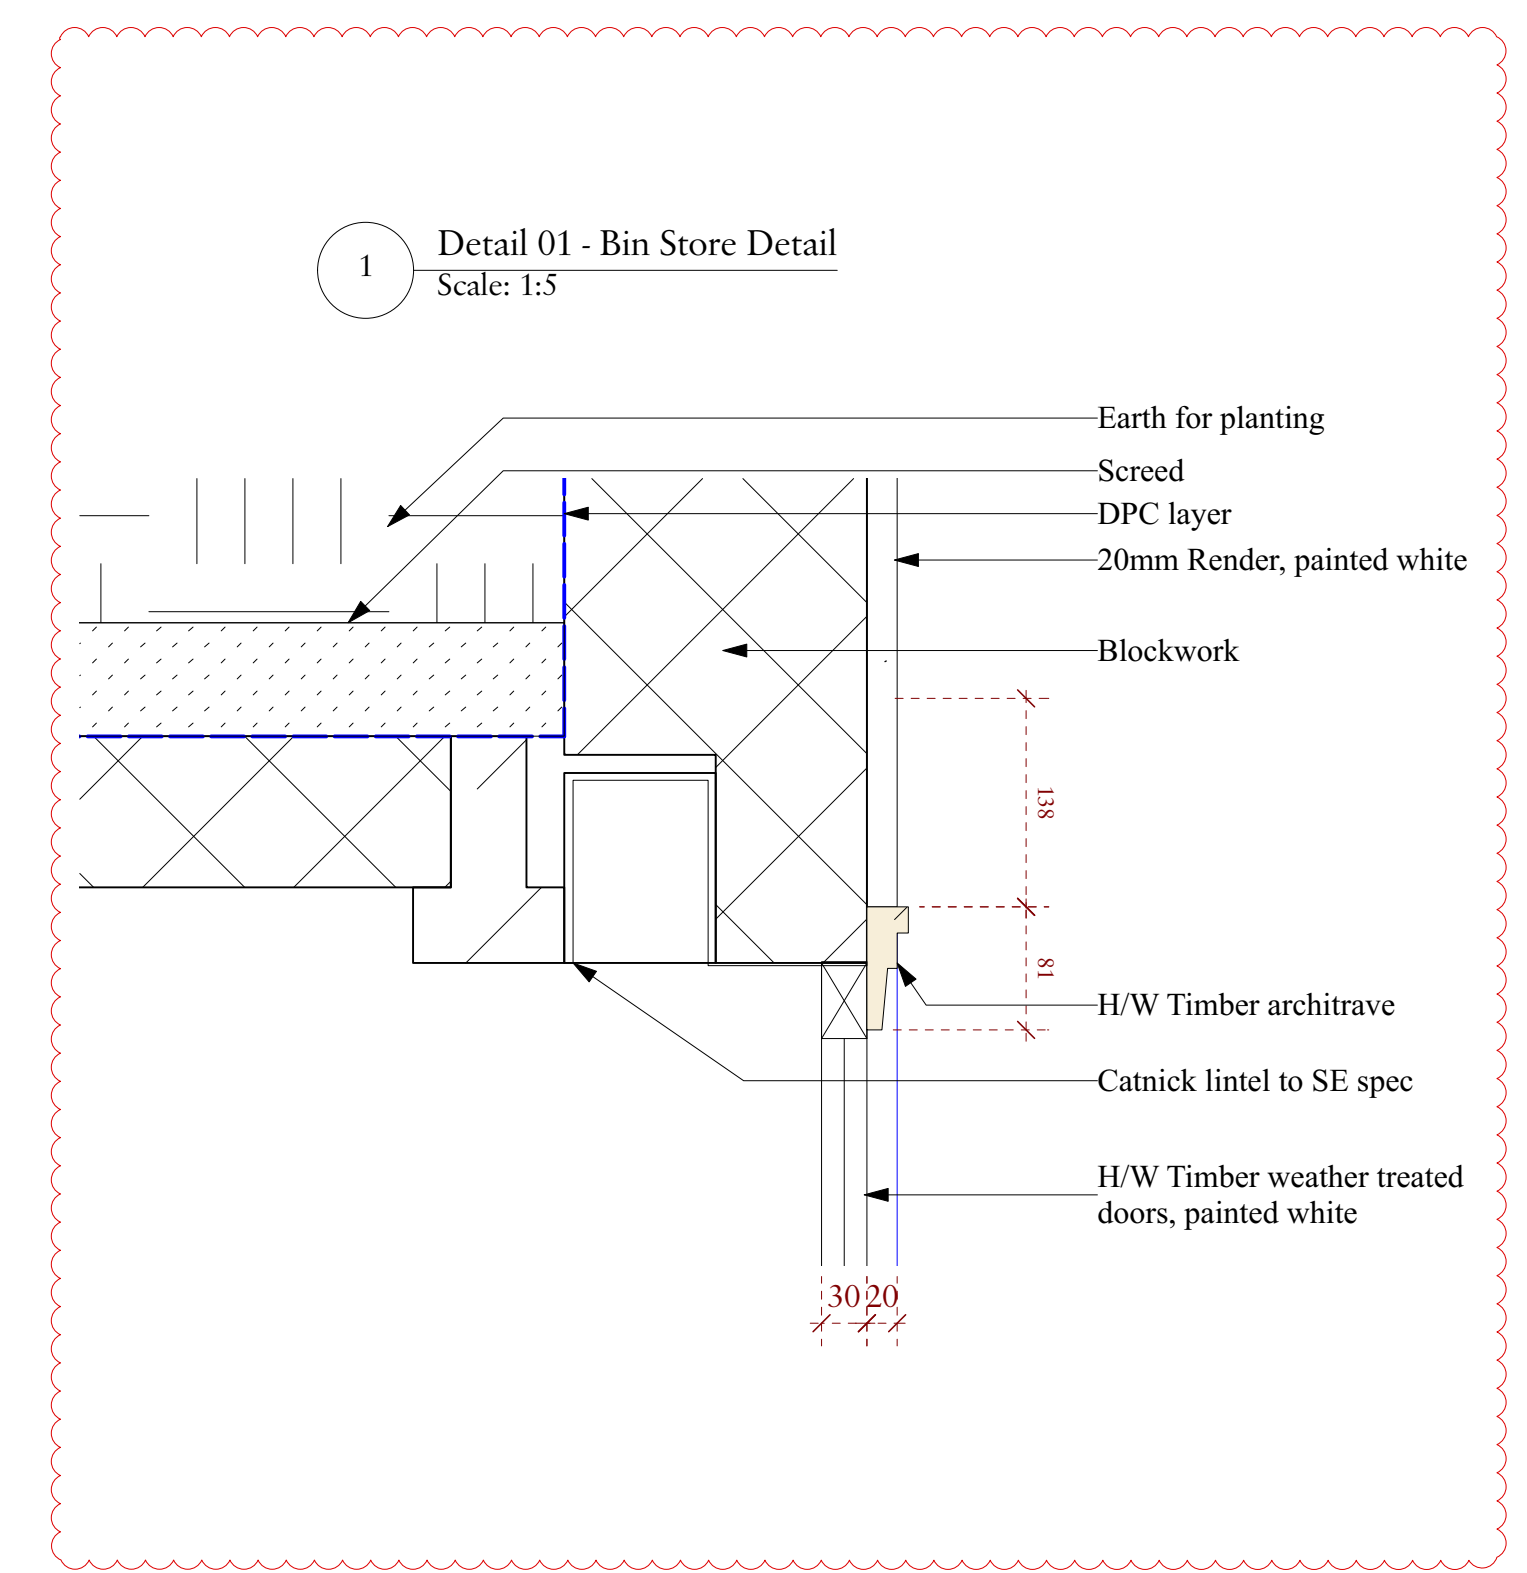 1
Detail 01 - Bin Store Detail
Scale: 1:5
Earth for planting
Screed
DPC layer
20mm Render, painted white
Blockwork
138
81
H/W Timber architrave
Catnick lintel to SE spec
H/W Timber weather treated
doors, painted white
30 20